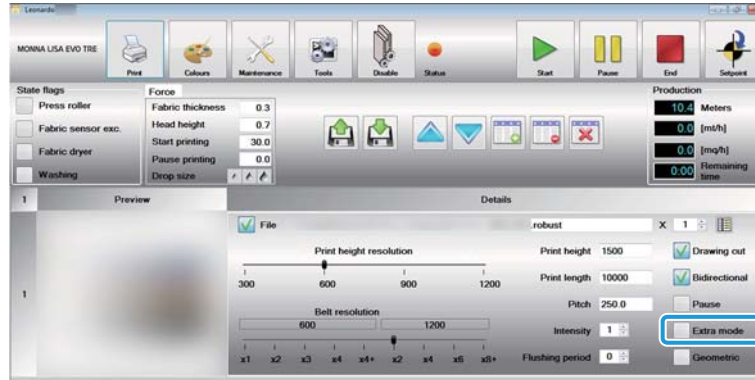 Leonardo
MONNA LISA EVO TRE
Print Colours Maintenance Tools Disable Status Start Pause End Setpoint
State flags Force Production
Press roller Fabric thickness 0.3 10.4 Meters
Fabric sensor exc. Head height 0.7 0.0 [mt/h]
Fabric dryer Start printing 30.0 0.0 [mq/h]
Washing Pause printing 0.0 0:00 Remaining time
Drop size
1 Preview Details
File .robust X 1
Print height resolution Print height 1500 Drawing cut
300 600 900 1200 Print length 10000 Bidirectional
1 Belt resolution Pitch 250.0 Pause
600 1200 Intensity 1 Extra mode
x1 x2 x3 x4 x4+ x2 x4 x6 x8+ Flushing period 0 Geometric